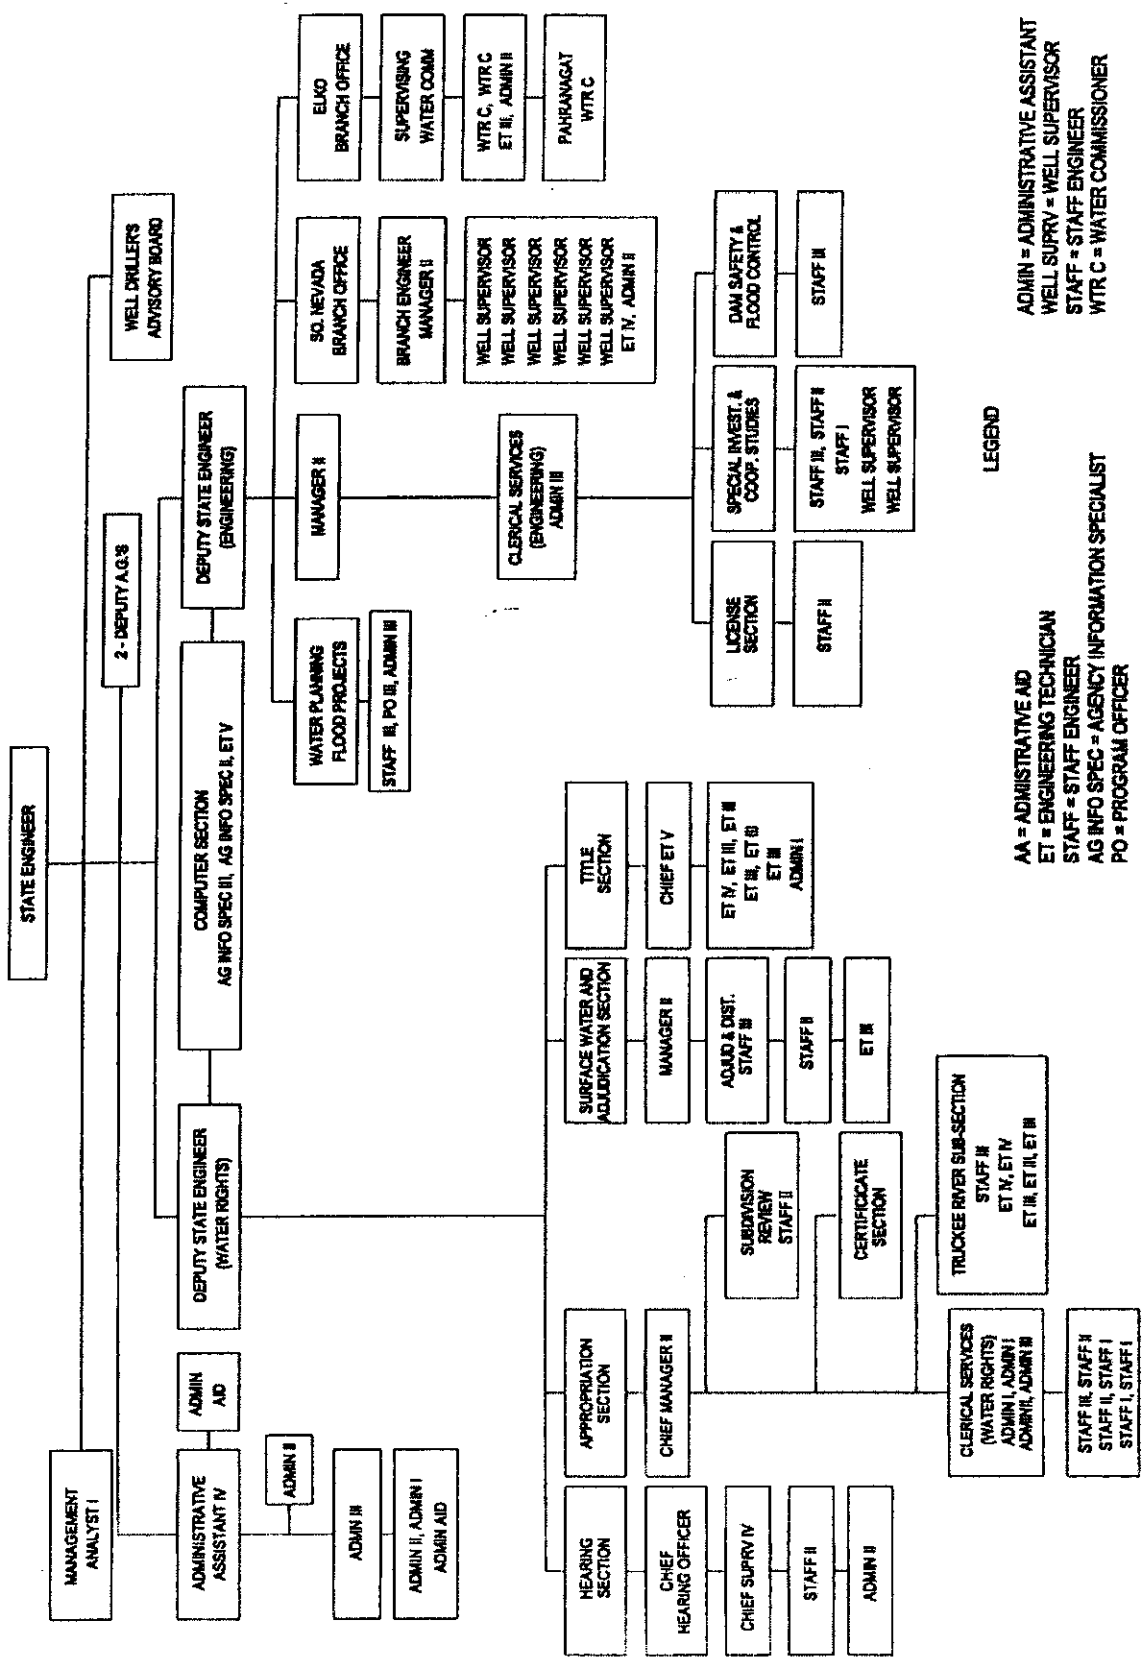 STATE ENGINEER
MANAGEMENT
ANALYST I
WELL DRILLER'S
ADVISORY BOARD
2 - DEPUTY A.G.'S
ADMINISTRATIVE
ASSISTANT IV
ADMIN
AID
DEPUTY STATE ENGINEER
(WATER RIGHTS)
COMPUTER SECTION
AG INFO SPEC III, AG INFO SPEC II, ET V
DEPUTY STATE ENGINEER
(ENGINEERING)
ADMIN II
ADMN III
ADMIN II, ADMIN I
ADMIN AID
WATER PLANNING
FLOOD PROJECTS
STAFF III, PO III, ADMIN III
MANAGER II
SO. NEVADA
BRANCH OFFICE
BRANCH ENGINEER
MANAGER II
WELL SUPERVISOR
WELL SUPERVISOR
WELL SUPERVISOR
WELL SUPERVISOR
WELL SUPERVISOR
WELL SUPERVISOR
ET IV, ADMIN II
ELKO
BRANCH OFFICE
SUPERVISING
WATER COMM
WTR C, WTR C
ET III, ADMIN II
PAHRANAGAT
WTR C
CLERICAL SERVICES
(ENGINEERING)
ADMIN III
LICENSE
SECTION
STAFF II
SPECIAL INVEST. &
COOP. STUDIES
STAFF III, STAFF II
STAFF I
WELL SUPERVISOR
WELL SUPERVISOR
DAM SAFETY &
FLOOD CONTROL
STAFF III
HEARING
SECTION
CHIEF
HEARING OFFICER
CHIEF SUPRV IV
STAFF II
ADMIN II
APPROPRIATION
SECTION
CHIEF MANAGER II
SUBDIVISION
REVIEW
STAFF II
CERTIFICICATE
SECTION
TRUCKEE RIVER SUB-SECTION
STAFF III
ET IV, ET IV
ET III, ET III, ET III
CLERICAL SERVICES
(WATER RIGHTS)
ADMIN I, ADMIN I
ADMIN II, ADMIN III
STAFF III, STAFF II
STAFF II, STAFF I
STAFF I, STAFF I
SURFACE WATER AND
ADJUDICATION SECTION
MANAGER II
ADJUD & DIST.
STAFF III
STAFF II
ET III
TITLE
SECTION
CHIEF ET V
ET IV, ET III, ET III
ET III, ET III
ET III
ADMIN I
LEGEND
AA = ADMISTRATIVE AID
ET = ENGINEERING TECHNICIAN
STAFF = STAFF ENGINEER
AG INFO SPEC = AGENCY INFORMATION SPECIALIST
PO = PROGRAM OFFICER
ADMIN = ADMINISTRATIVE ASSISTANT
WELL SUPRV = WELL SUPERVISOR
STAFF = STAFF ENGINEER
WTR C = WATER COMMISSIONER